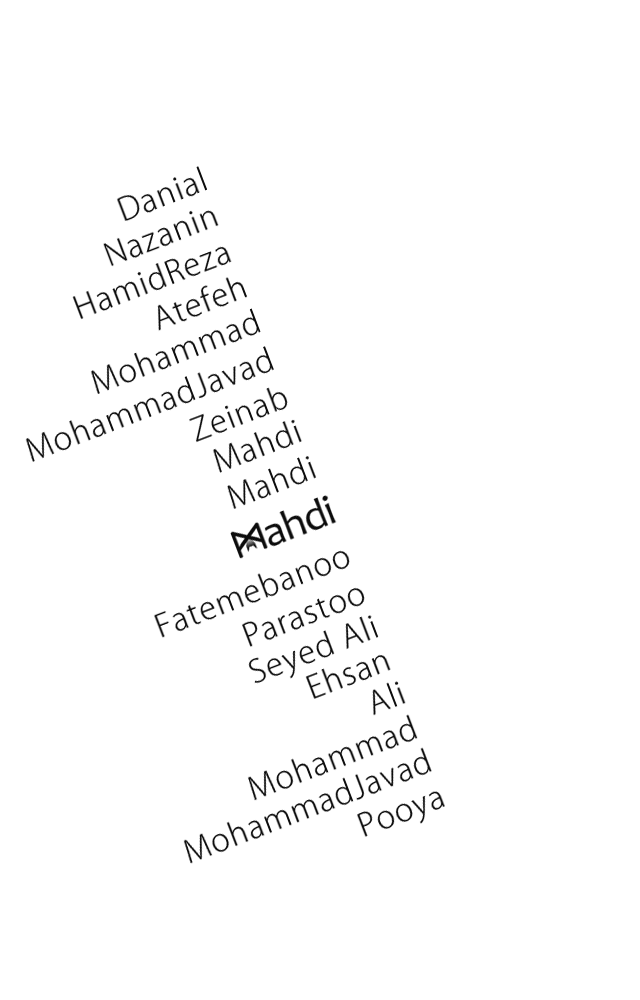 Danial
Nazanin
HamidReza
Atefeh
Mohammad
MohammadJavad
Zeinab
Mahdi
Mahdi
Mahdi
Fatemebanoo
Parastoo
Seyed Ali
Ehsan
Ali
Mohammad
MohammadJavad
Pooya